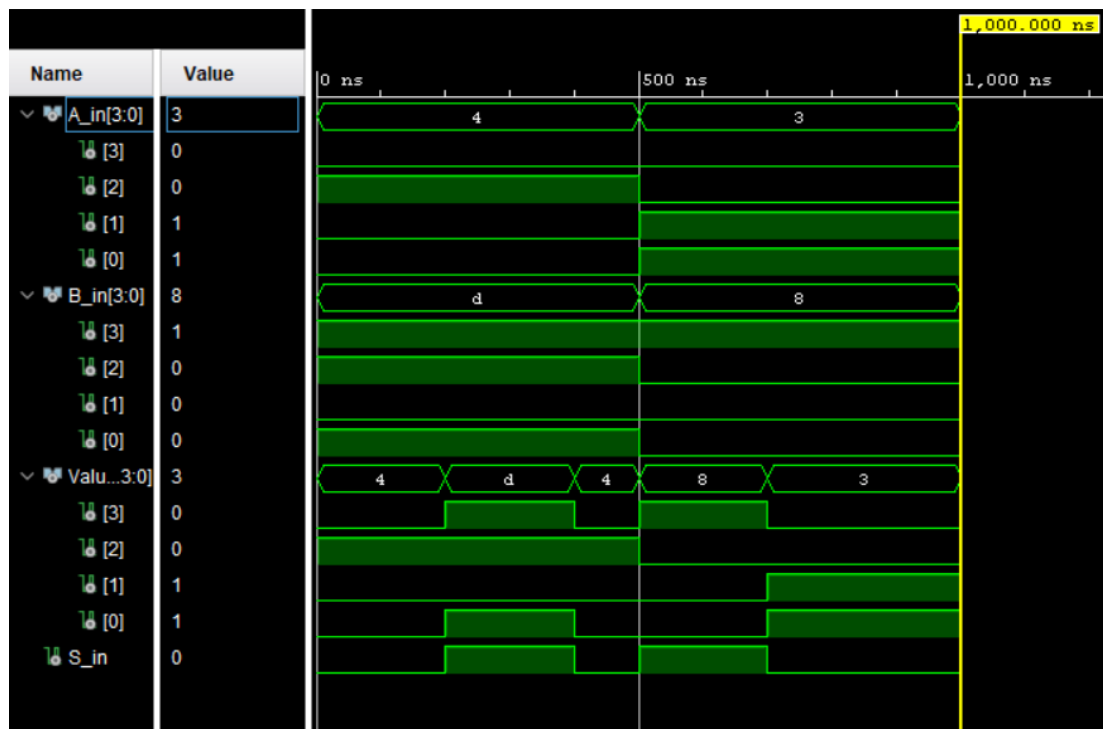 1,000.000 ns
Name Value 0 ns 500 ns 1,000 ns
A_in[3:0] 3 4 3
[3] 0
[2] 0
[1] 1
[0] 1
B_in[3:0] 8 d 8
[3] 1
[2] 0
[1] 0
[0] 0
Valu...3:0] 3 4 d 4 8 3
[3] 0
[2] 0
[1] 1
[0] 1
S_in 0